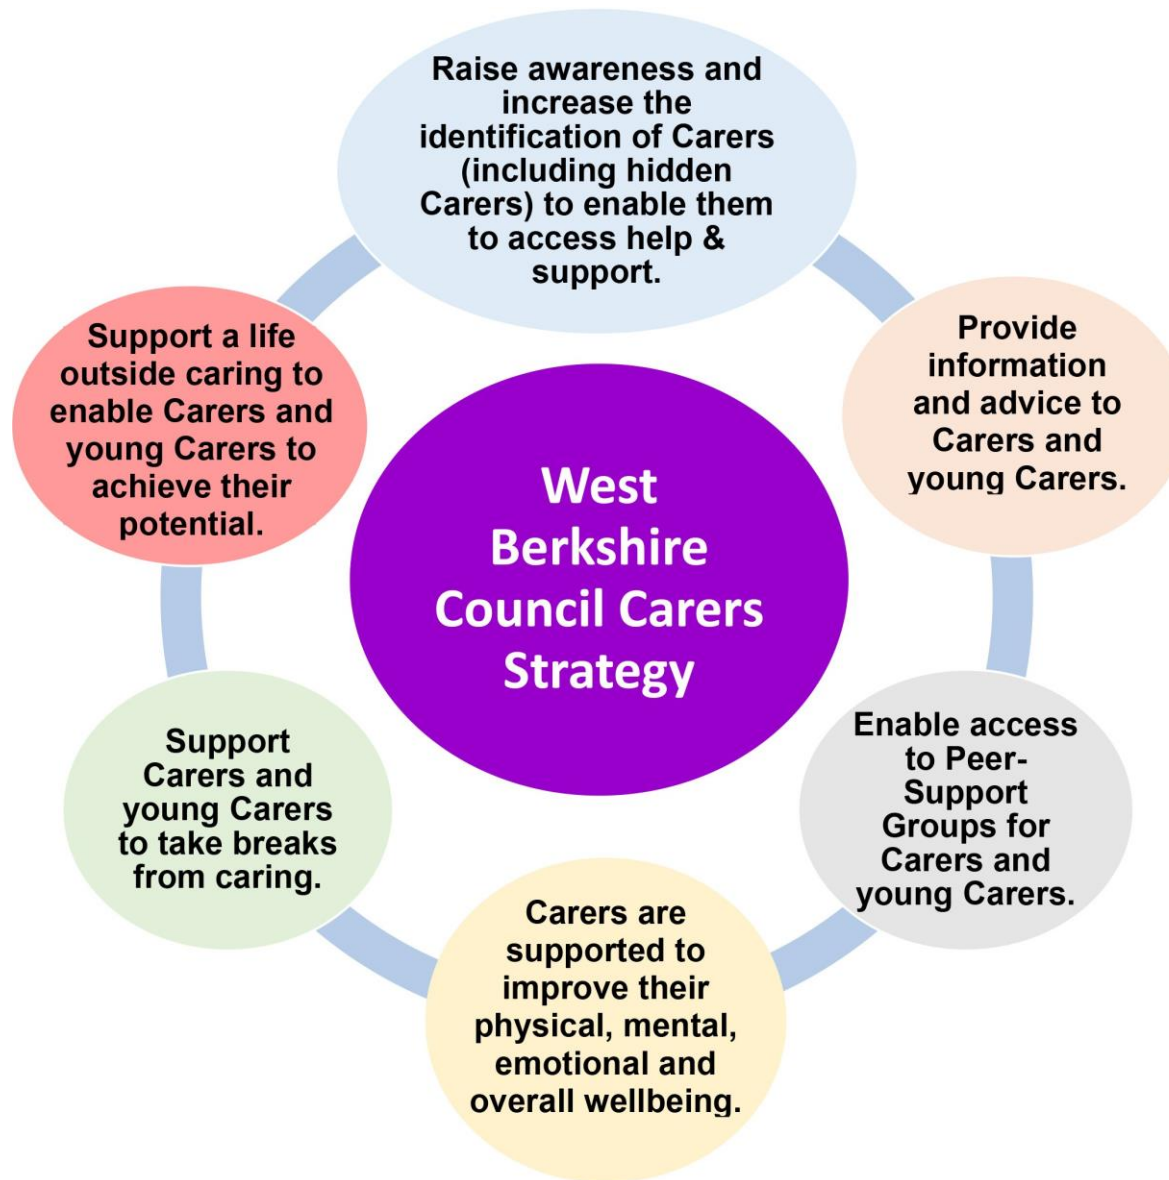 Raise awareness and
increase the
identification of Carers
(including hidden
Carers) to enable them
to access help &
support.
Provide
information
and advice to
Carers and
young Carers.
Enable access
to Peer-
Support
Groups for
Carers and
young Carers.
Carers are
supported to
improve their
physical, mental,
emotional and
overall wellbeing.
Support
Carers and
young Carers
to take breaks
from caring.
Support a life
outside caring to
enable Carers and
young Carers to
achieve their
potential.
West
Berkshire
Council Carers
Strategy